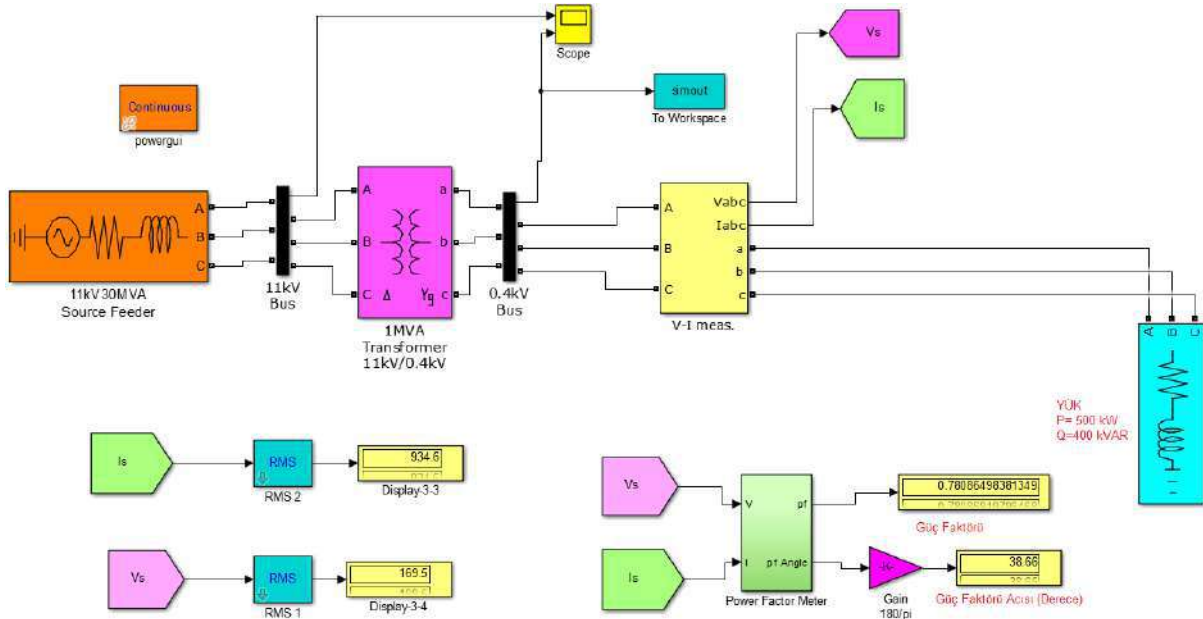 Scope
Vs
smout
To Workspace
Is
Continuous
powergui
A
B
C
11kV30MVA
Source Feeder
11kV
Bus
A
B
C
a
b
c
Δ
Yg
1MVA
Transformer
11kV/0.4kV
0.4kV
Bus
A
B
C
Vabc
Iabc
a
b
c
V-I meas.
A
B
C
YÜK
P= 500 kW
Q=400 kVAR
Is
RMS
RMS 2
934.6
Display-3-3
Vs
RMS
RMS 1
169.5
Display-3-4
Vs
Is
V
I
pf
pf Angle
Power Factor Meter
0.78086498381349
Güç Faktörü
-K-
Gain
180/pi
38.66
Güç Faktörü Acısı (Derece)